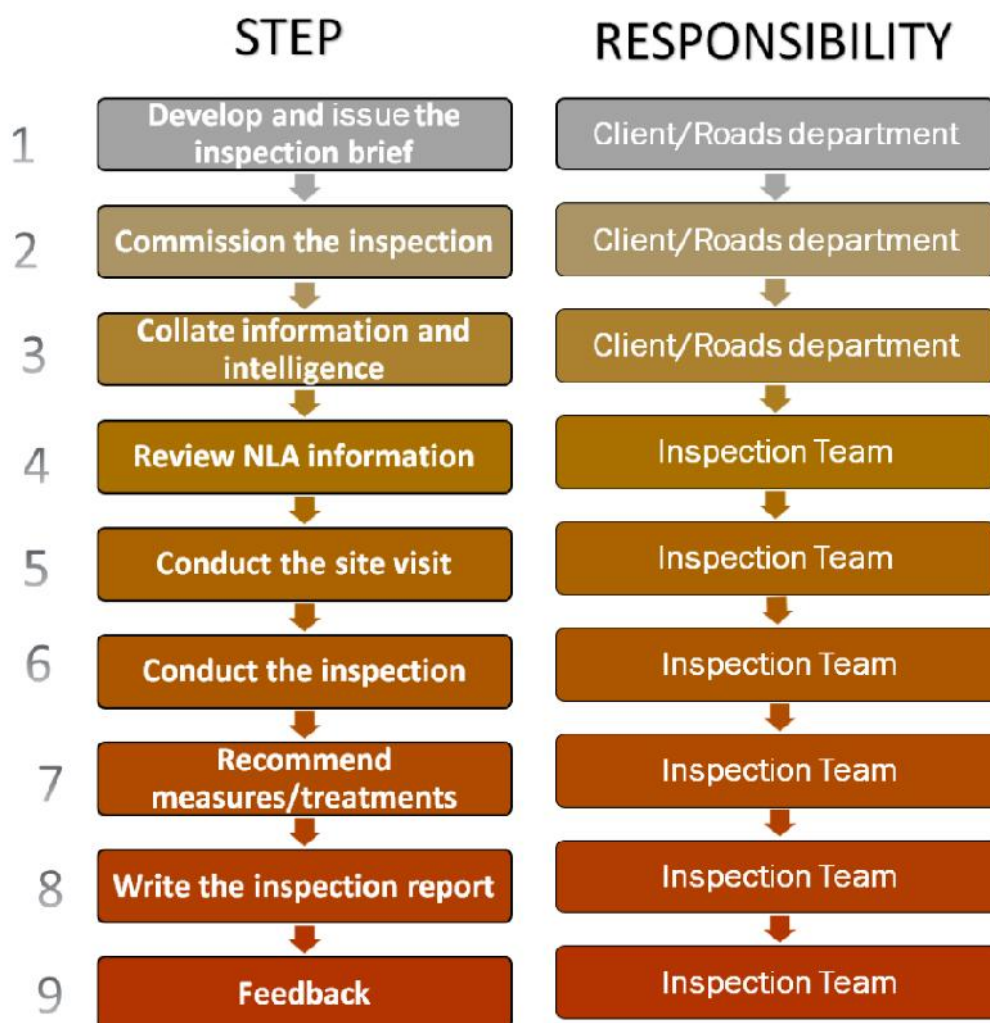 STEP RESPONSIBILITY
1 Develop and issue the
inspection brief
Client/Roads department
2 Commission the inspection Client/Roads department
3 Collate information and
intelligence
Client/Roads department
4 Review NLA information Inspection Team
5 Conduct the site visit Inspection Team
6 Conduct the inspection Inspection Team
7 Recommend
measures/treatments
Inspection Team
8 Write the inspection report Inspection Team
9 Feedback Inspection Team